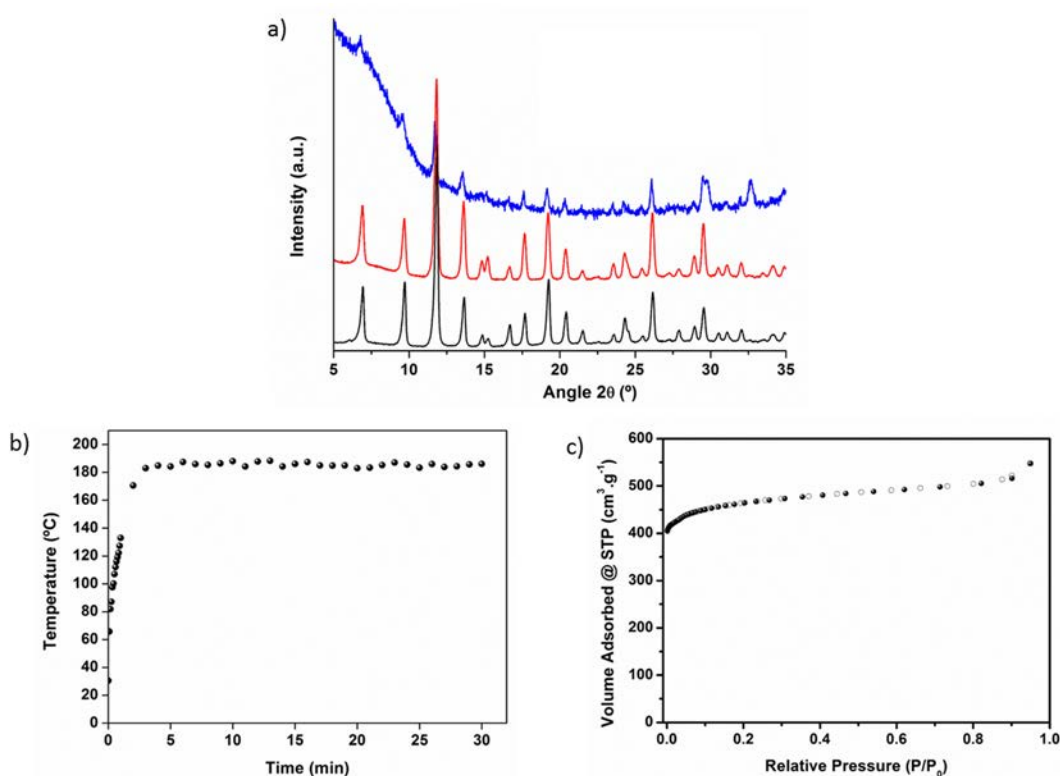 a)
Intensity (a.u.)
5 10 15 20 25 30 35
Angle 2θ (º)
b)
Temperature (ºC)
200
180
160
140
120
100
80
60
40
20
0
0 5 10 15 20 25 30
Time (min)
c)
Volume Adsorbed @ STP (cm³.g⁻¹)
600
500
400
300
200
100
0
0.0 0.2 0.4 0.6 0.8 1.0
Relative Pressure (P/P₀)